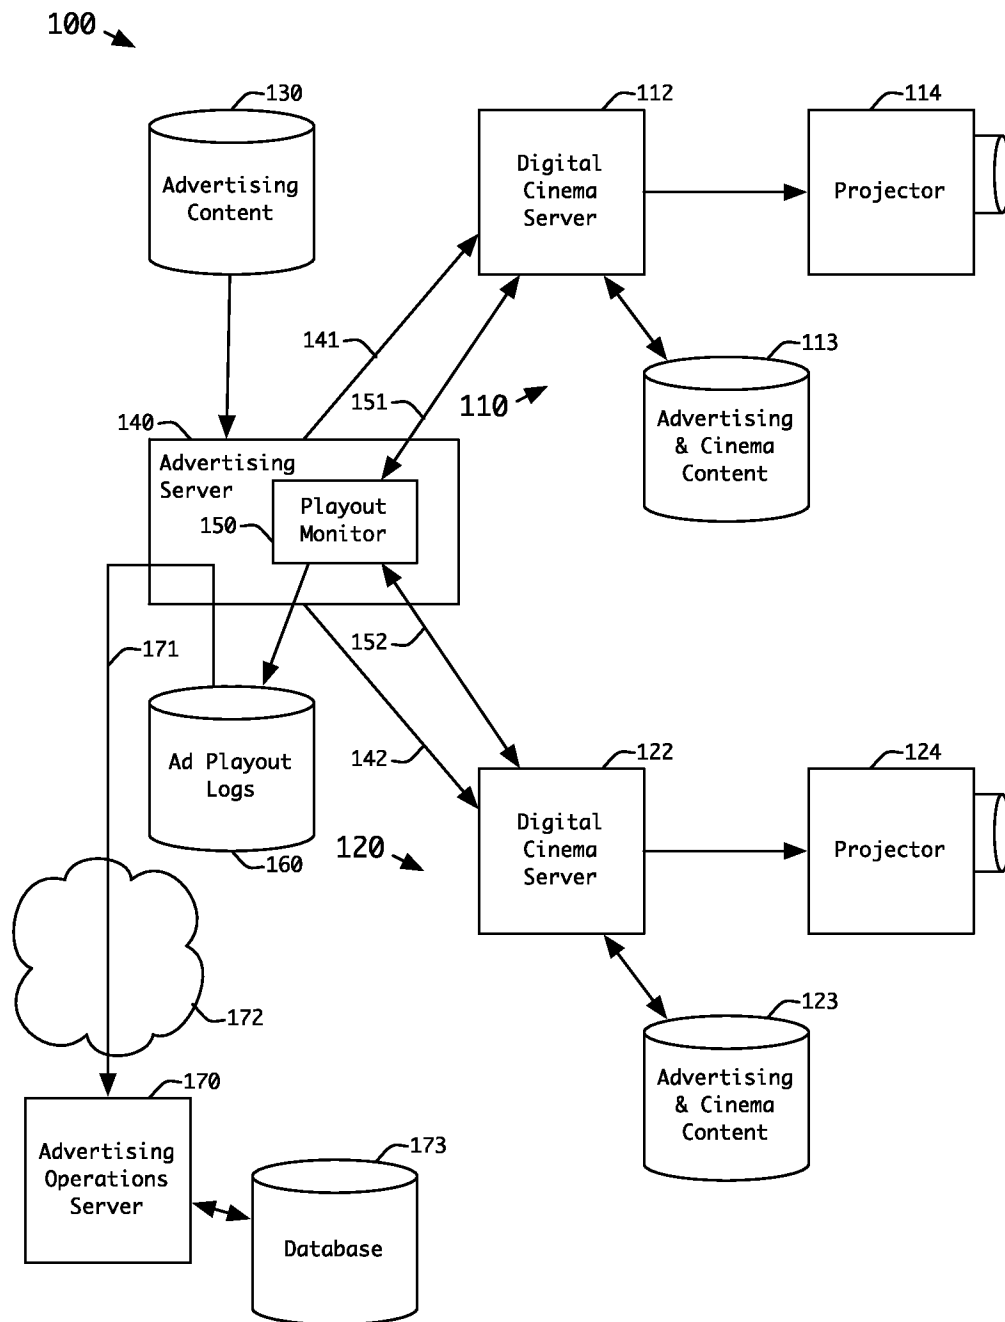 100
130
112
114
Advertising
Content
Digital
Cinema
Server
Projector
141
113
151
110
Advertising
& Cinema
Content
140
Advertising
Server
150
Playout
Monitor
152
171
142
122
124
Ad Playout
Logs
Digital
Cinema
Server
Projector
120
160
172
123
170
Advertising
& Cinema
Content
Advertising
Operations
Server
173
Database